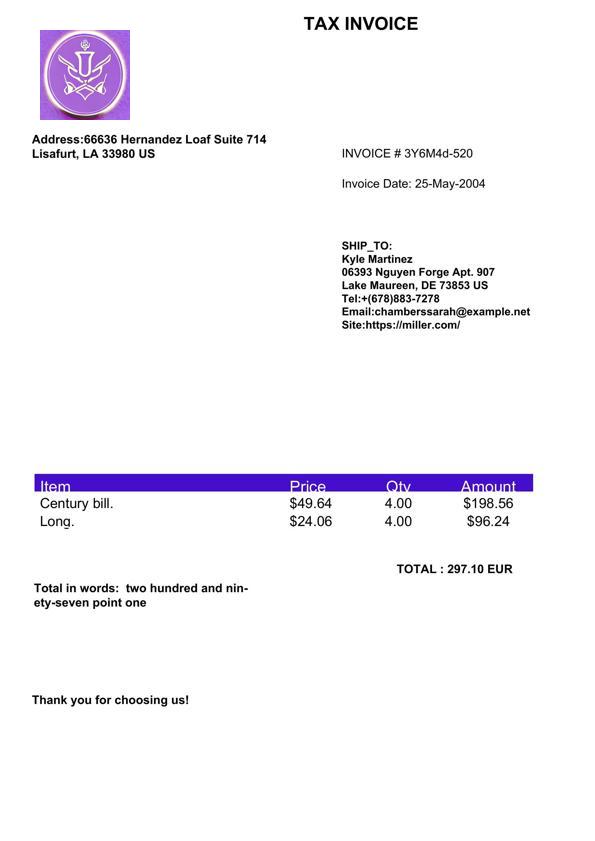 TAX INVOICE
Address:66636 Hernandez Loaf Suite 714
Lisafurt, LA 33980 US
INVOICE # 3Y6M4d-520
Invoice Date: 25-May-2004
SHIP_TO:
Kyle Martinez
06393 Nguyen Forge Apt. 907
Lake Maureen, DE 73853 US
Tel:+(678)883-7278
Email:chamberssarah@example.net
Site:https://miller.com/
Item Price Qty Amount
Century bill. $49.64 4.00 $198.56
Long. $24.06 4.00 $96.24
TOTAL : 297.10 EUR
Total in words:  two hundred and nin-
ety-seven point one
Thank you for choosing us!